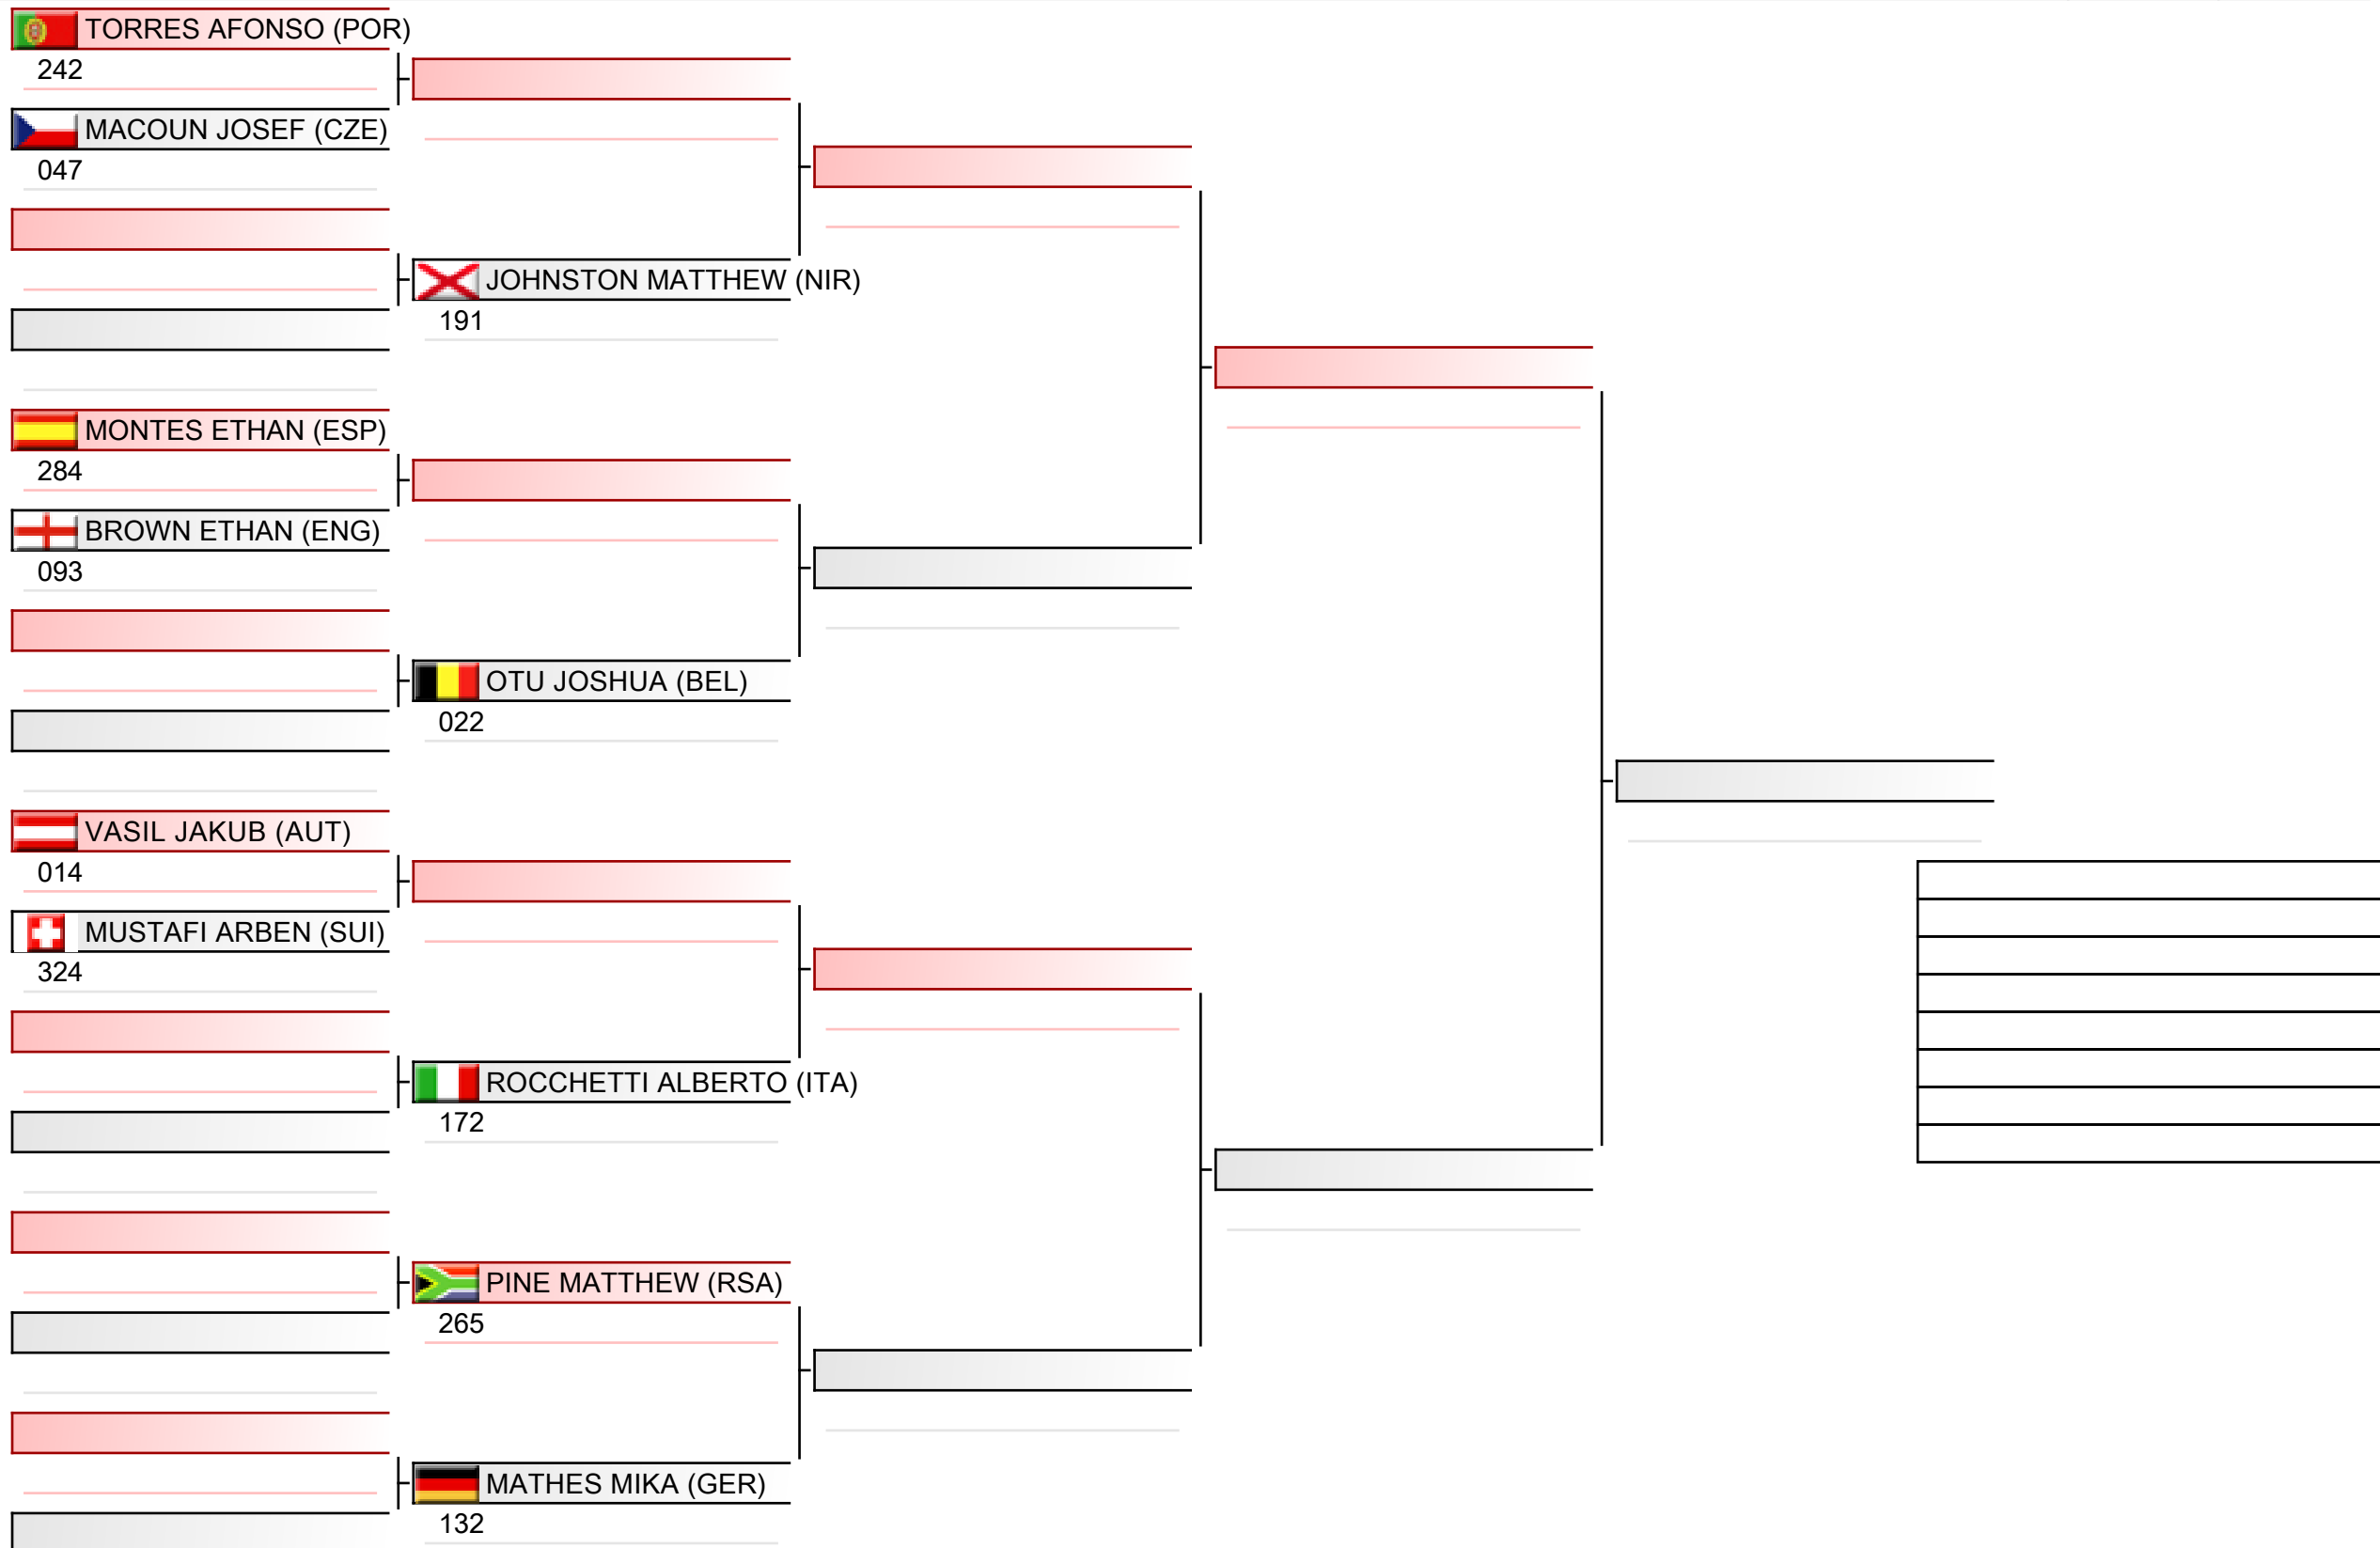 TORRES AFONSO (POR)
242
MACOUN JOSEF (CZE)
047
JOHNSTON MATTHEW (NIR)
191
MONTES ETHAN (ESP)
284
BROWN ETHAN (ENG)
093
OTU JOSHUA (BEL)
022
VASIL JAKUB (AUT)
014
MUSTAFI ARBEN (SUI)
324
ROCCHETTI ALBERTO (ITA)
172
PINE MATTHEW (RSA)
265
MATHES MIKA (GER)
132